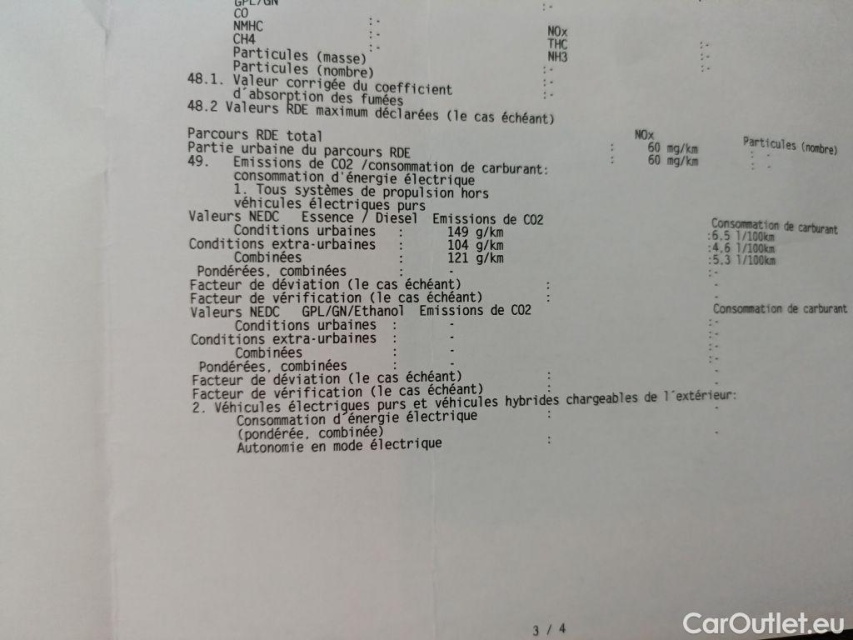 GPL/GN :-
CO :-
NMHC :- NOx
CH4 :- THC :-
Particules (masse) NH3 :-
Particules (nombre) :- :-
48.1. Valeur corrigée du coefficient :-
d'absorption des fumées :-
48.2 Valeurs RDE maximum déclarées (le cas échéant)
NOx Particules (nombre)
Parcours RDE total : 60 mg/km : -
Partie urbaine du parcours RDE : 60 mg/km : -
49. Emissions de CO2 /consommation de carburant:
consommation d'énergie électrique
1. Tous systèmes de propulsion hors
véhicules électriques purs
Valeurs NEDC Essence / Diesel Emissions de CO2 Consommation de carburant
Conditions urbaines : 149 g/km :6,5 l/100km
Conditions extra-urbaines : 104 g/km :4,6 l/100km
Combinées : 121 g/km :5,3 l/100km
Pondérées, combinées : - :-
Facteur de déviation (le cas échéant) : -
Facteur de vérification (le cas échéant) : -
Valeurs NEDC GPL/GN/Ethanol Emissions de CO2 Consommation de carburant
Conditions urbaines : - :-
Conditions extra-urbaines : - :-
Combinées : - :-
Pondérées, combinées : - :-
Facteur de déviation (le cas échéant) : -
Facteur de vérification (le cas échéant) : -
2. Véhicules électriques purs et véhicules hybrides chargeables de l'extérieur:
Consommation d'énergie électrique : -
(pondérée, combinée)
Autonomie en mode électrique : -
3 / 4
CarOutlet.eu